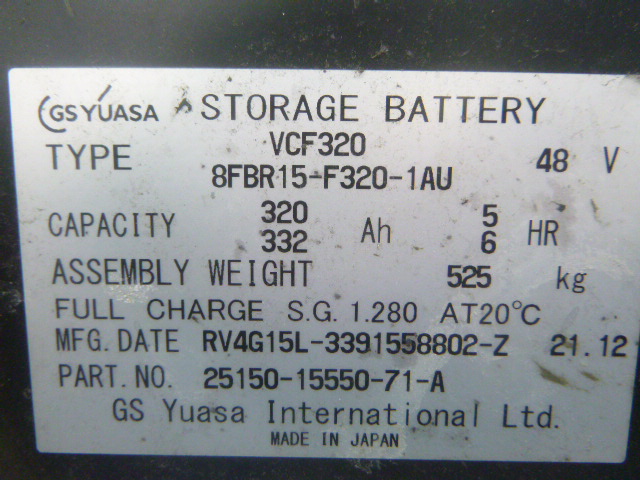 GS YUASA STORAGE BATTERY
TYPE VCF320 48 V
8FBR15-F320-1AU
CAPACITY 320 Ah 5 HR
332 6
ASSEMBLY WEIGHT 525 kg
FULL CHARGE S.G. 1.280 AT20℃
MFG.DATE RV4G15L-3391558802-Z 21.12
PART.NO. 25150-15550-71-A
GS Yuasa International Ltd.
MADE IN JAPAN